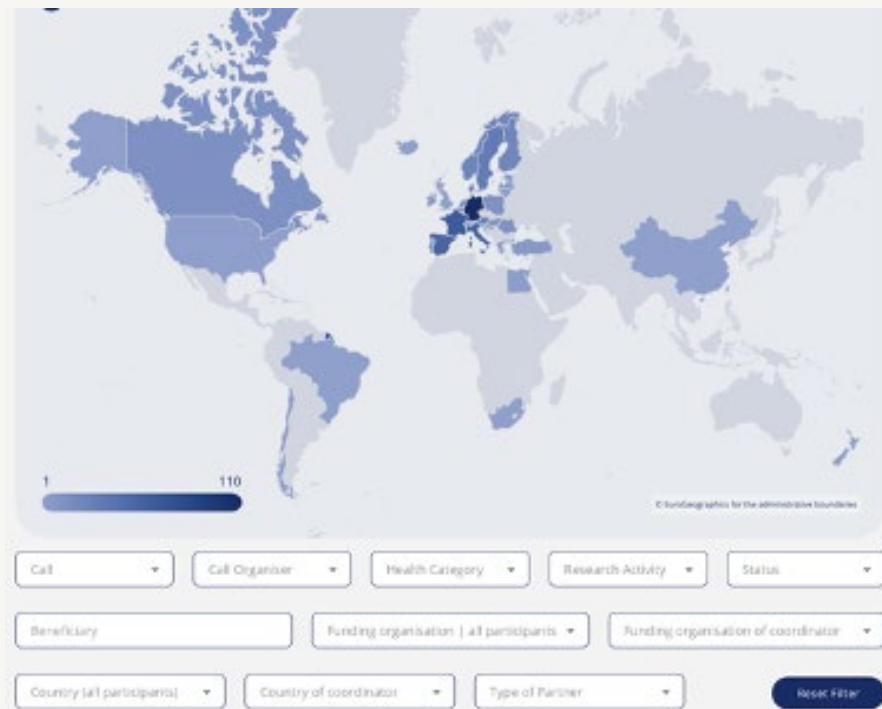 1 110
© EuroGeographics for the administrative boundaries
Call Call Organiser Health Category Research Activity Status
Beneficiary Funding organisation | all participants Funding organisation of coordinator
Country (all participants) Country of coordinator Type of Partner Reset Filter